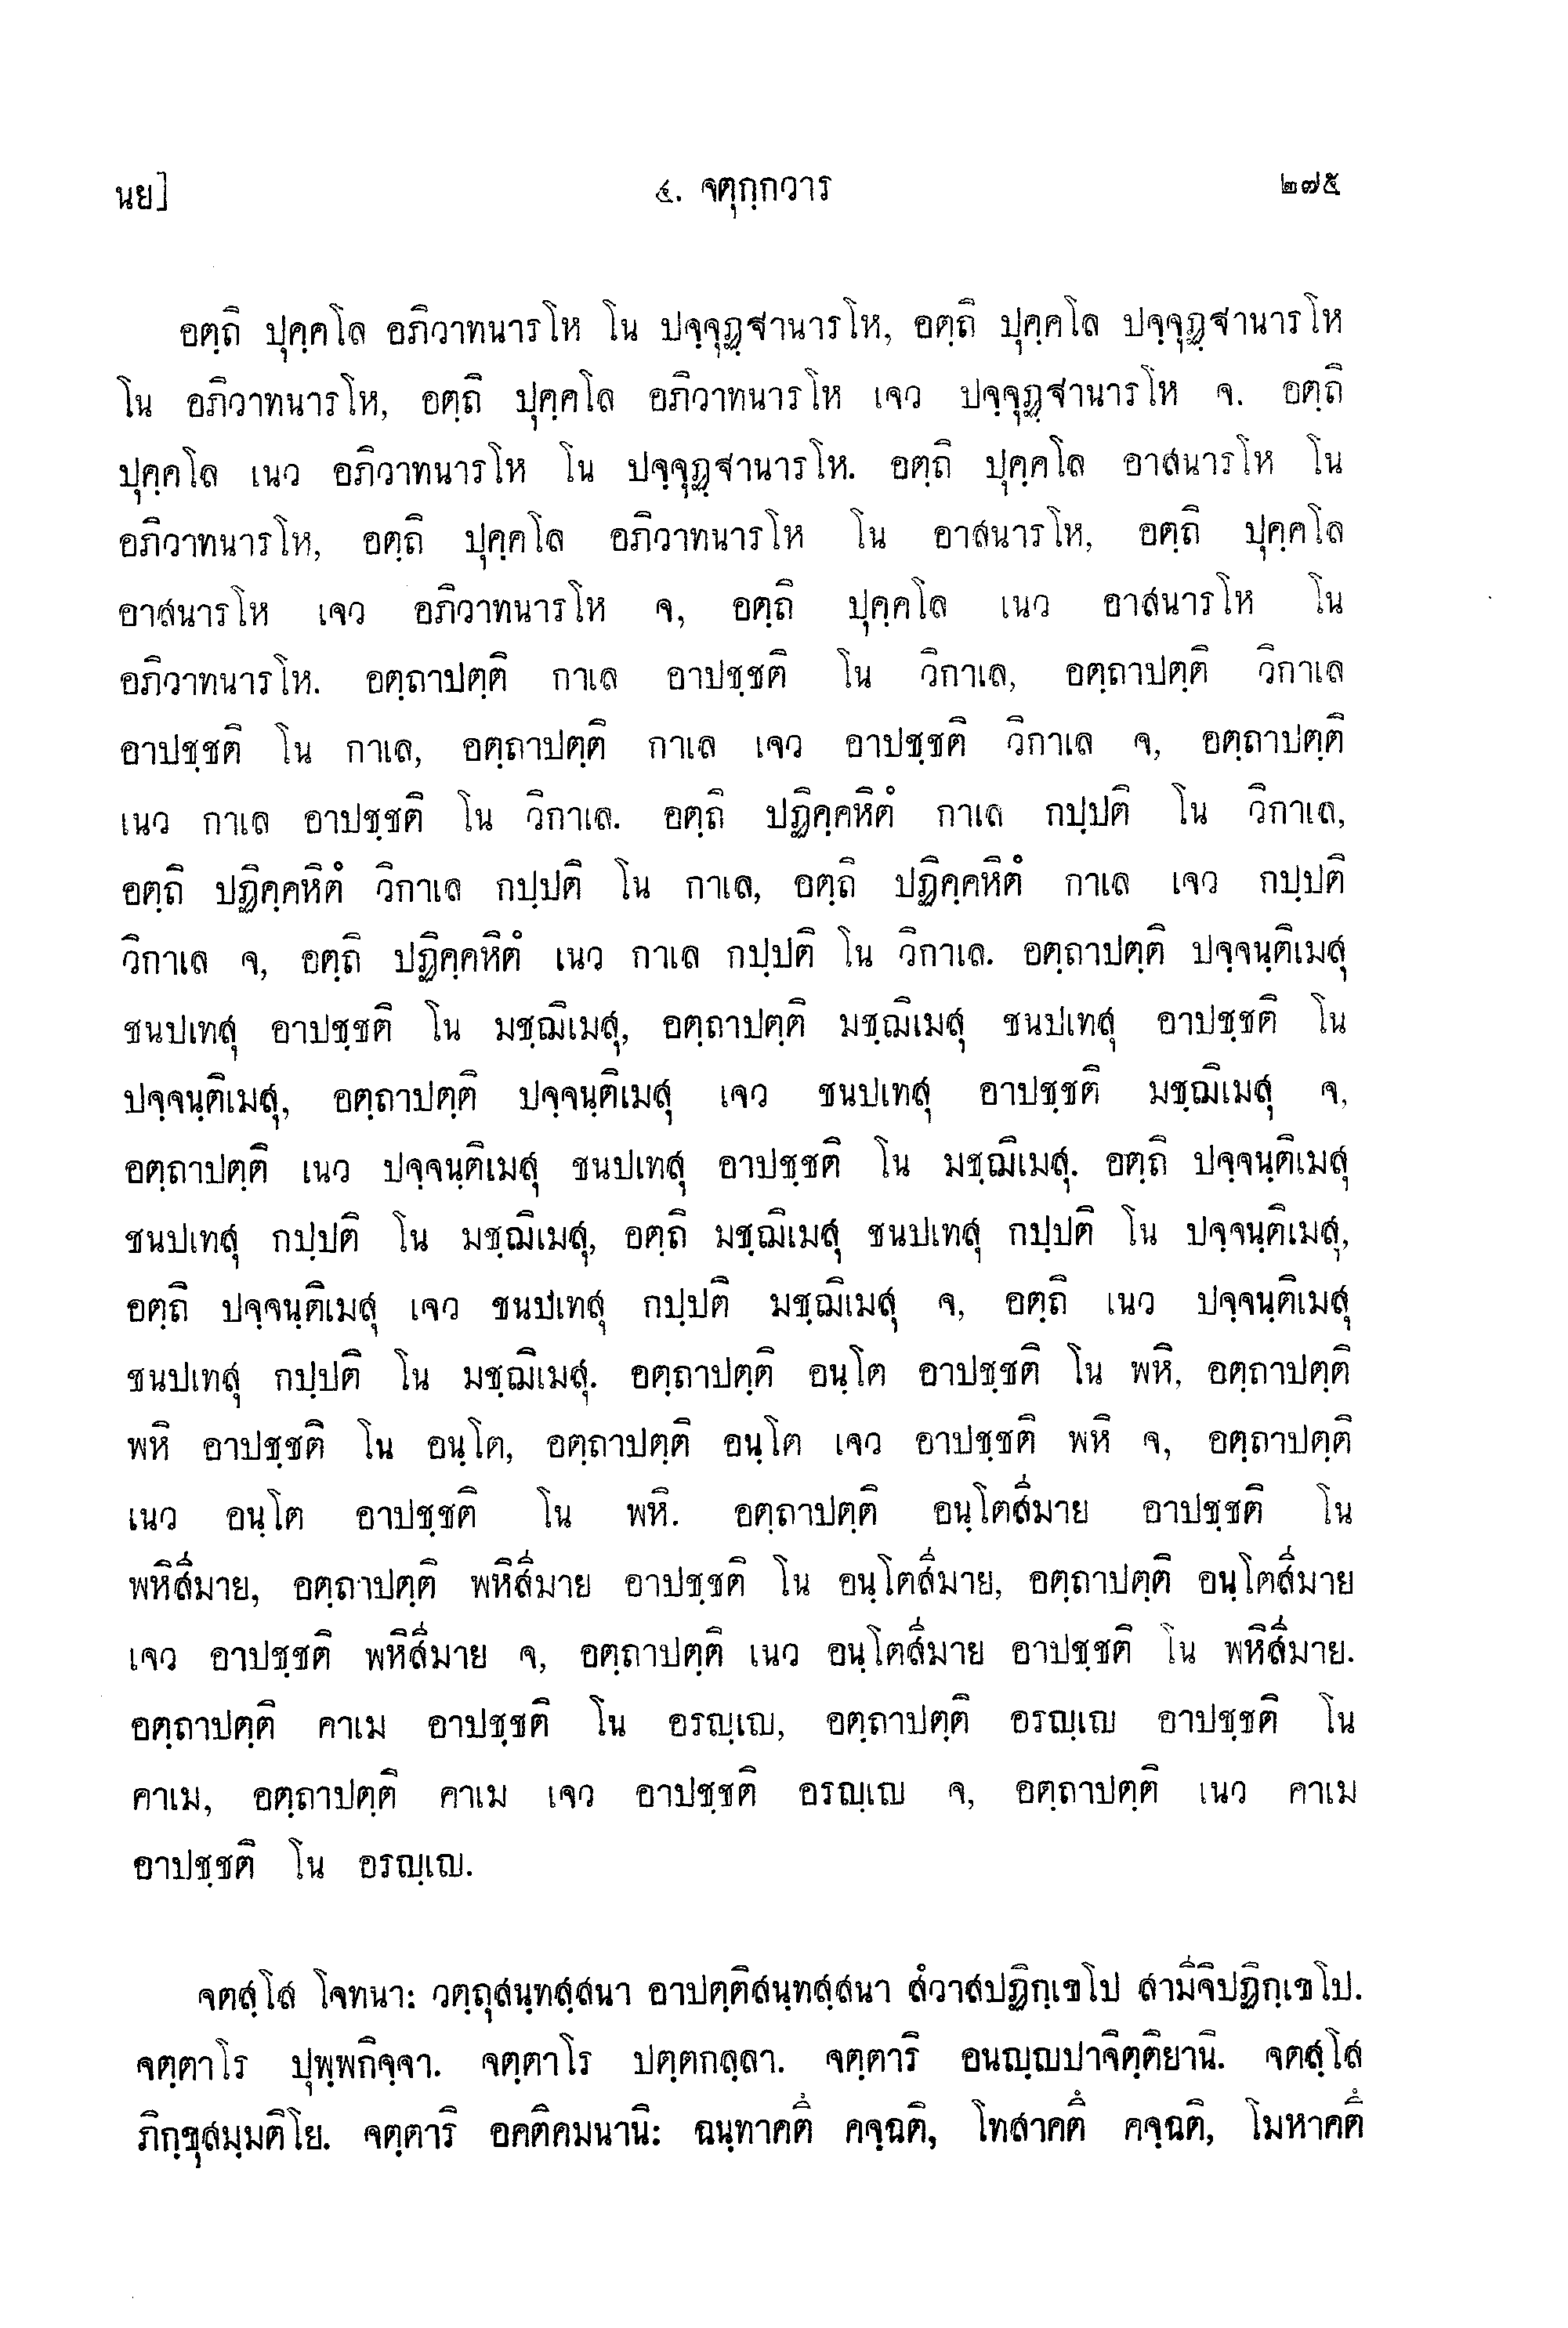 นย]
๔. จตุกฺกวาร
๒๗๕
อตฺถิ ปุคฺคโล อภิวาทนารโห โน ปจฺจุฏฺฐานารโห, อตฺถิ ปุคฺคโล ปจฺจุฏฺฐานารโห
โน อภิวาทนารโห, อตฺถิ ปุคฺคโล อภิวาทนารโห เจว ปจฺจุฏฺฐานารโห จ. อตฺถิ
ปุคฺคโล เนว อภิวาทนารโห โน ปจฺจุฏฺฐานารโห. อตฺถิ ปุคฺคโล อาสนารโห โน
อภิวาทนารโห, อตฺถิ ปุคฺคโล อภิวาทนารโห โน อาสนารโห, อตฺถิ ปุคฺคโล
อาสนารโห เจว อภิวาทนารโห จ, อตฺถิ ปุคฺคโล เนว อาสนารโห โน
อภิวาทนารโห. อตฺถาปตฺติ กาเล อาปชฺชติ โน วิกาเล, อตฺถาปตฺติ วิกาเล
อาปชฺชติ โน กาเล, อตฺถาปตฺติ กาเล เจว อาปชฺชติ วิกาเล จ, อตฺถาปตฺติ
เนว กาเล อาปชฺชติ โน วิกาเล. อตฺถิ ปฏิคฺคหิตํ กาเล กปฺปติ โน วิกาเล,
อตฺถิ ปฏิคฺคหิตํ วิกาเล กปฺปติ โน กาเล, อตฺถิ ปฏิคฺคหิตํ กาเล เจว กปฺปติ
วิกาเล จ, อตฺถิ ปฏิคฺคหิตํ เนว กาเล กปฺปติ โน วิกาเล. อตฺถาปตฺติ ปจฺจนฺติเมสุ
ชนปเทสุ อาปชฺชติ โน มชฺฌิเมสุ, อตฺถาปตฺติ มชฺฌิเมสุ ชนปเทสุ อาปชฺชติ โน
ปจฺจนฺติเมสุ, อตฺถาปตฺติ ปจฺจนฺติเมสุ เจว ชนปเทสุ อาปชฺชติ มชฺฌิเมสุ จ,
อตฺถาปตฺติ เนว ปจฺจนฺติเมสุ ชนปเทสุ อาปชฺชติ โน มชฺฌิเมสุ. อตฺถิ ปจฺจนฺติเมสุ
ชนปเทสุ กปฺปติ โน มชฺฌิเมสุ, อตฺถิ มชฺฌิเมสุ ชนปเทสุ กปฺปติ โน ปจฺจนฺติเมสุ,
อตฺถิ ปจฺจนฺติเมสุ เจว ชนปเทสุ กปฺปติ มชฺฌิเมสุ จ, อตฺถิ เนว ปจฺจนฺติเมสุ
ชนปเทสุ กปฺปติ โน มชฺฌิเมสุ. อตฺถาปตฺติ อนฺโต อาปชฺชติ โน พหิ, อตฺถาปตฺติ
พหิ อาปชฺชติ โน อนฺโต, อตฺถาปตฺติ อนฺโต เจว อาปชฺชติ พหิ จ, อตฺถาปตฺติ
เนว อนฺโต อาปชฺชติ โน พหิ. อตฺถาปตฺติ อนฺโตสีมาย อาปชฺชติ โน
พหิสีมาย, อตฺถาปตฺติ พหิสีมาย อาปชฺชติ โน อนฺโตสีมาย, อตฺถาปตฺติ อนฺโตสีมาย
เจว อาปชฺชติ พหิสีมาย จ, อตฺถาปตฺติ เนว อนฺโตสีมาย อาปชฺชติ โน พหิสีมาย.
อตฺถาปตฺติ คาเม อาปชฺชติ โน อรญฺเญ, อตฺถาปตฺติ อรญฺเญ อาปชฺชติ โน
คาเม, อตฺถาปตฺติ คาเม เจว อาปชฺชติ อรญฺเญ จ, อตฺถาปตฺติ เนว คาเม
อาปชฺชติ โน อรญฺเญ.
จตสฺโส โจทนา: วตฺถุสนฺทสฺสนา อาปตฺติสนฺทสฺสนา สํวาสปฏิกฺเขโป สามีจิปฏิกฺเขโป.
จตฺตาโร ปุพฺพกิจฺจา. จตฺตาโร ปตฺตกลฺลา. จตฺตาริ อนญฺญปาจิตฺติยานิ. จตสฺโส
ภิกฺขุสมฺมติโย. จตฺตาริ อคติคมนานิ: ฉนฺทาคตึ คจฺฉติ, โทสาคตึ คจฺฉติ, โมหาคตึ